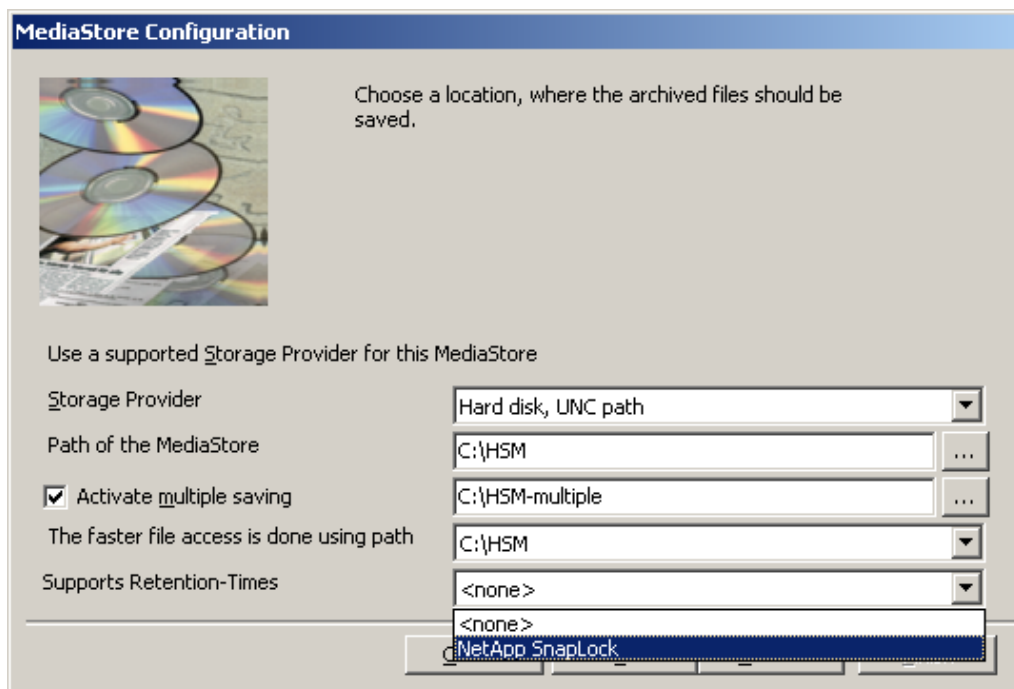 MediaStore Configuration
Choose a location, where the archived files should be
saved.
Use a supported Storage Provider for this MediaStore
Storage Provider
Hard disk, UNC path
Path of the MediaStore
C:\HSM
...
Activate multiple saving
C:\HSM-multiple
...
The faster file access is done using path
C:\HSM
Supports Retention-Times
<none>
<none>
NetApp SnapLock